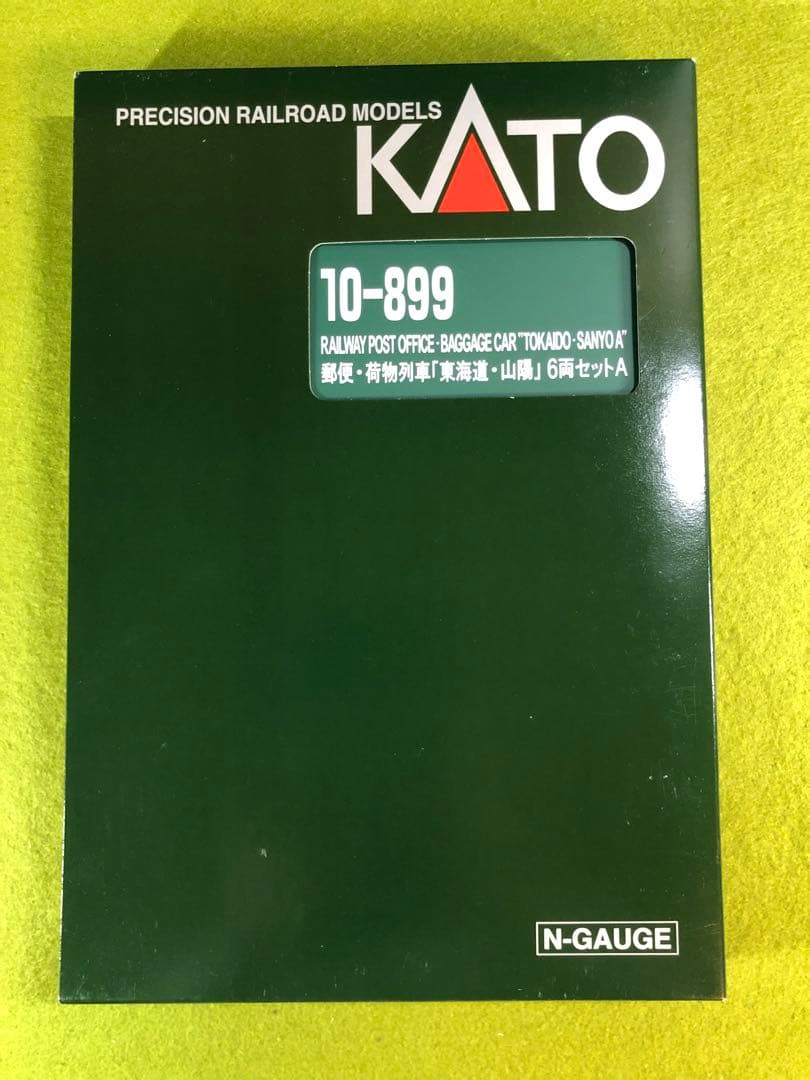 PRECISION RAILROAD MODELS
KATO
10-899
RAILWAY POST OFFICE·BAGGAGE CAR "TOKAIDO·SANYO A"
郵便・荷物列車「東海道・山陽」6両セットA
N-GAUGE